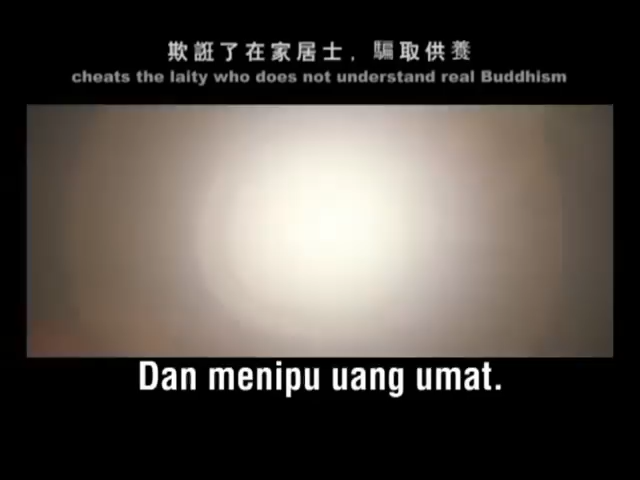 欺誑了在家居士, 騙取供養
cheats the laity who does not understand real Buddhism
Dan menipu uang umat.